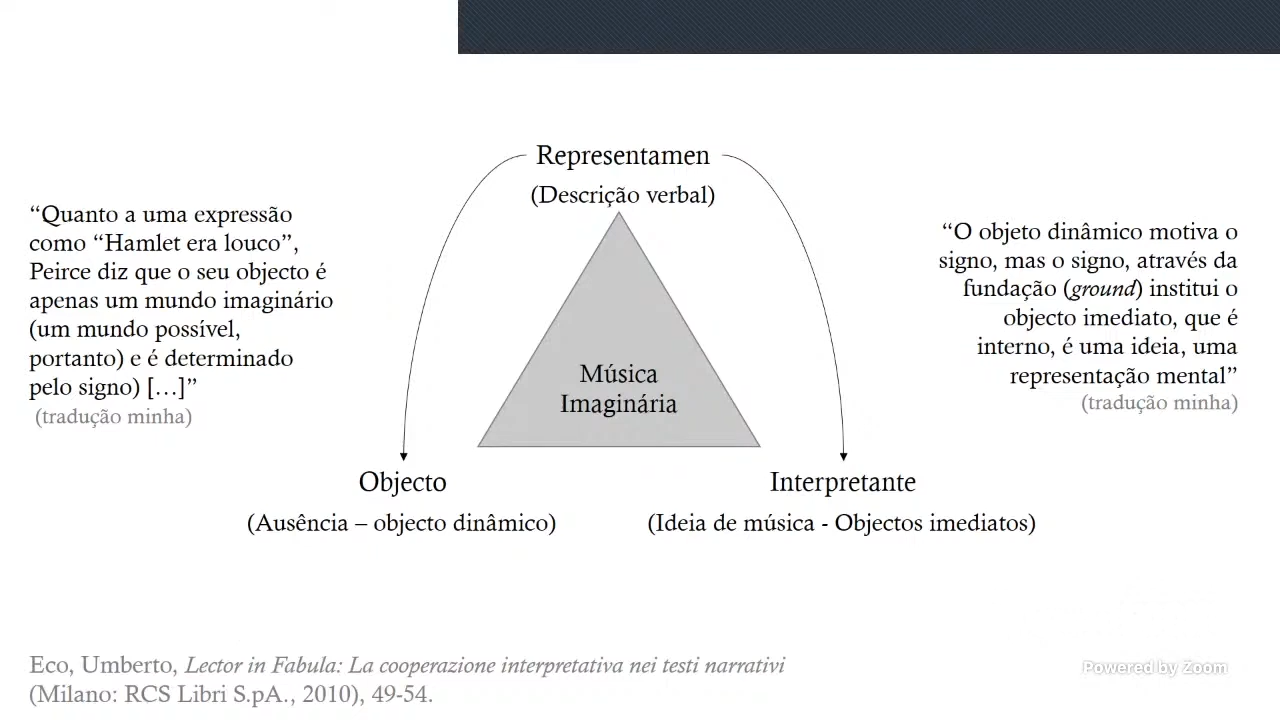 Representamen
(Descrição verbal)
“Quanto a uma expressão
como “Hamlet era louco”,
Peirce diz que o seu objecto é
apenas um mundo imaginário
(um mundo possível,
portanto) e é determinado
pelo signo) […]”
(tradução minha)
Música
Imaginária
“O objeto dinâmico motiva o
signo, mas o signo, através da
fundação (ground) institui o
objecto imediato, que é
interno, é uma ideia, uma
representação mental”
(tradução minha)
Objecto
(Ausência – objecto dinâmico)
Interpretante
(Ideia de música - Objectos imediatos)
Eco, Umberto, Lector in Fabula: La cooperazione interpretativa nei testi narrativi
(Milano: RCS Libri S.pA., 2010), 49-54.
Powered by Zoom